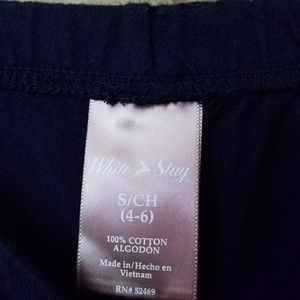 White Stag
S/CH
(4-6)
100% COTTON
ALGODÓN
Made in/Hecho en
Vietnam
RN# 52469